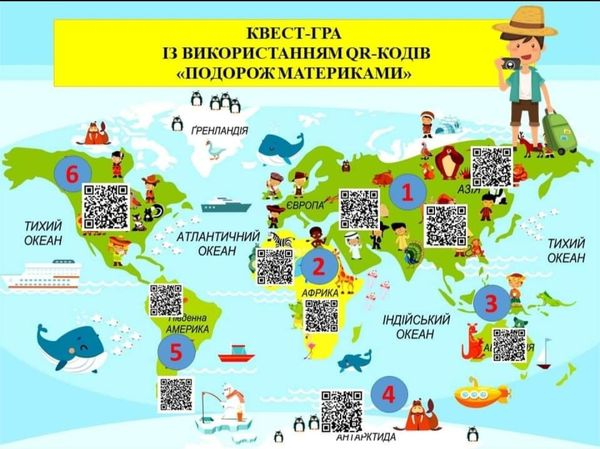 КВЕСТ-ГРА
ІЗ ВИКОРИСТАННЯМ QR-КОДІВ
«ПОДОРОЖ МАТЕРИКАМИ»
ҐРЕНЛАНДІЯ
6
ЄВРОПА
1
АЗІЯ
ТИХИЙ
ОКЕАН
АТЛАНТИЧНИЙ
ОКЕАН
2
ТИХИЙ
ОКЕАН
АФРИКА
3
Південна
АМЕРИКА
ІНДІЙСЬКИЙ
ОКЕАН
5
4
АНТАРКТИДА